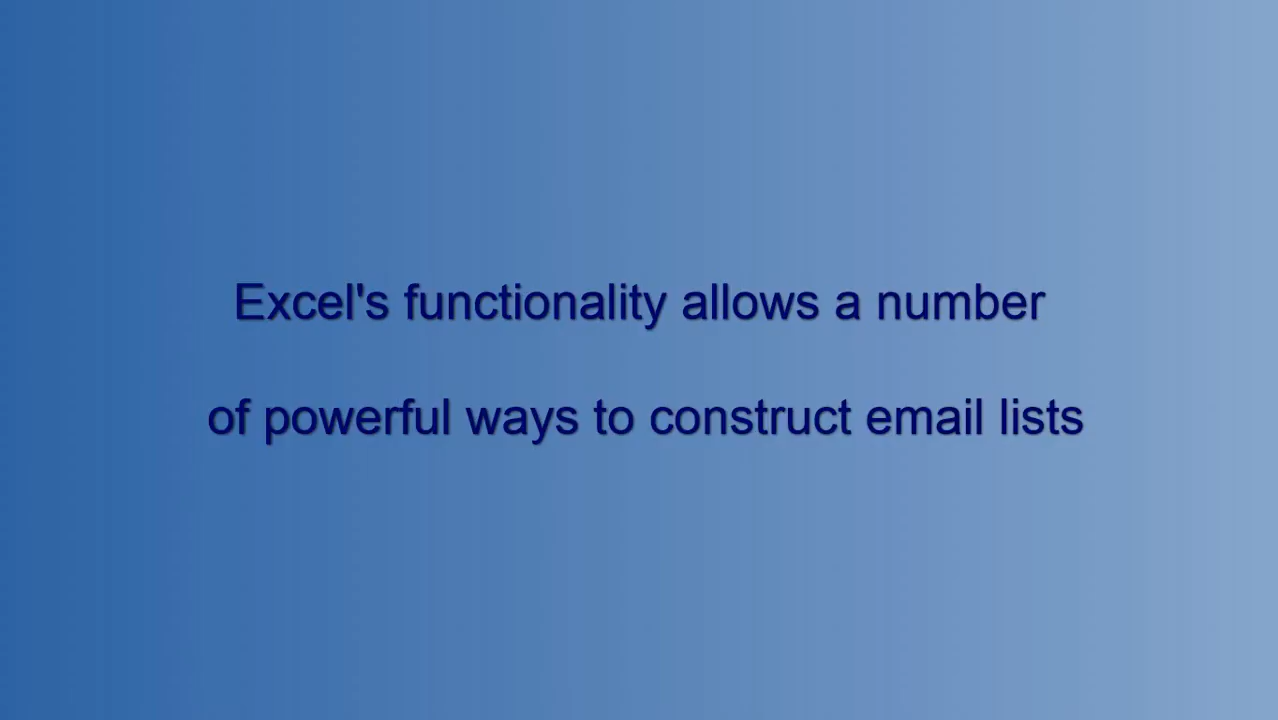 Excel's functionality allows a number
of powerful ways to construct email lists